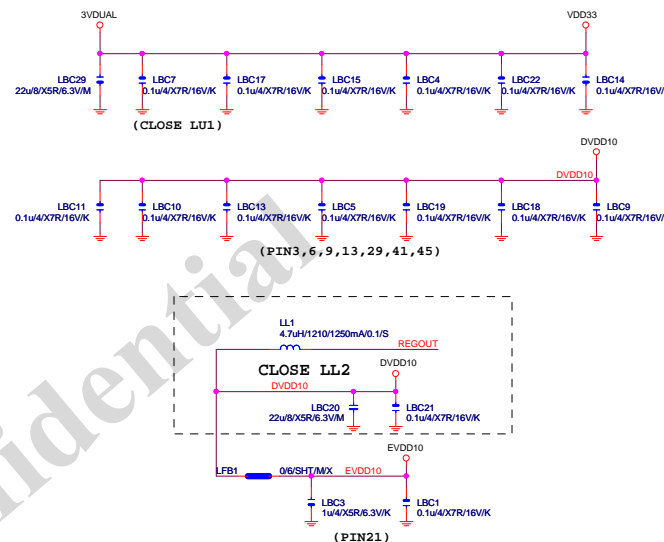 3VDUAL
VDD33
LBC29
22u/8/X5R/6.3V/M
LBC7
0.1u/4/X7R/16V/K
LBC17
0.1u/4/X7R/16V/K
LBC15
0.1u/4/X7R/16V/K
LBC4
0.1u/4/X7R/16V/K
LBC22
0.1u/4/X7R/16V/K
LBC14
0.1u/4/X7R/16V/
(CLOSE LU1)
DVDD10
DVDD10
LBC11
0.1u/4/X7R/16V/K
LBC10
0.1u/4/X7R/16V/K
LBC13
0.1u/4/X7R/16V/K
LBC5
0.1u/4/X7R/16V/K
LBC19
0.1u/4/X7R/16V/K
LBC18
0.1u/4/X7R/16V/K
LBC9
0.1u/4/X7R/16V/
(PIN3,6,9,13,29,41,45)
LL1
4.7uH/1210/1250mA/0.1/S
REGOUT
CLOSE LL2
DVDD10
DVDD10
LBC20
22u/8/X5R/6.3V/M
LBC21
0.1u/4/X7R/16V/K
EVDD10
LFB1
0/6/SHT/M/X
EVDD10
LBC3
1u/4/X5R/6.3V/K
LBC1
0.1u/4/X7R/16V/K
(PIN21)
fidential